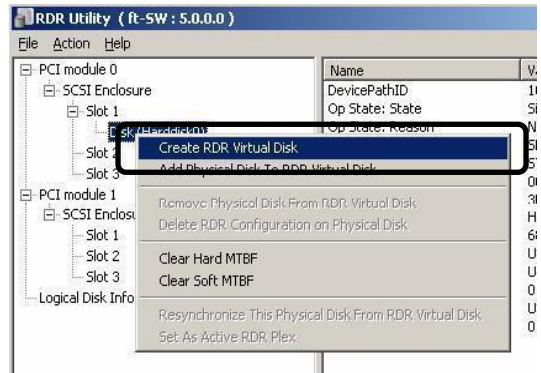 RDR Utility ( ft-SW : 5.0.0.0 )
File Action Help
PCI module 0
SCSI Enclosure
Slot 1
Disk (Harddisk0)
Slot 2
Slot 3
PCI module 1
SCSI Enclosu
Slot 1
Slot 2
Slot 3
Logical Disk Info
Name
DevicePathID
Op State: State
Op State: Reason
Create RDR Virtual Disk
Add Physical Disk To RDR Virtual Disk
Remove Physical Disk From RDR Virtual Disk
Delete RDR Configuration on Physical Disk
Clear Hard MTBF
Clear Soft MTBF
Resynchronize This Physical Disk From RDR Virtual Disk
Set As Active RDR Plex